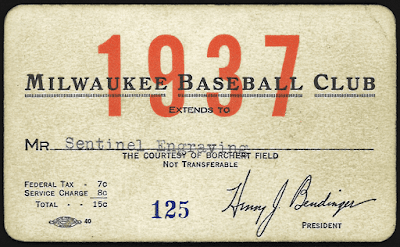 1937
MILWAUKEE BASEBALL CLUB
EXTENDS TO
MR. Sentinel Engraving
THE COURTESY OF BORCHERT FIELD
NOT TRANSFERABLE
FEDERAL TAX - 7c
SERVICE CHARGE 8c
TOTAL - - 15c
40
125
Henry J. Bendinger
PRESIDENT